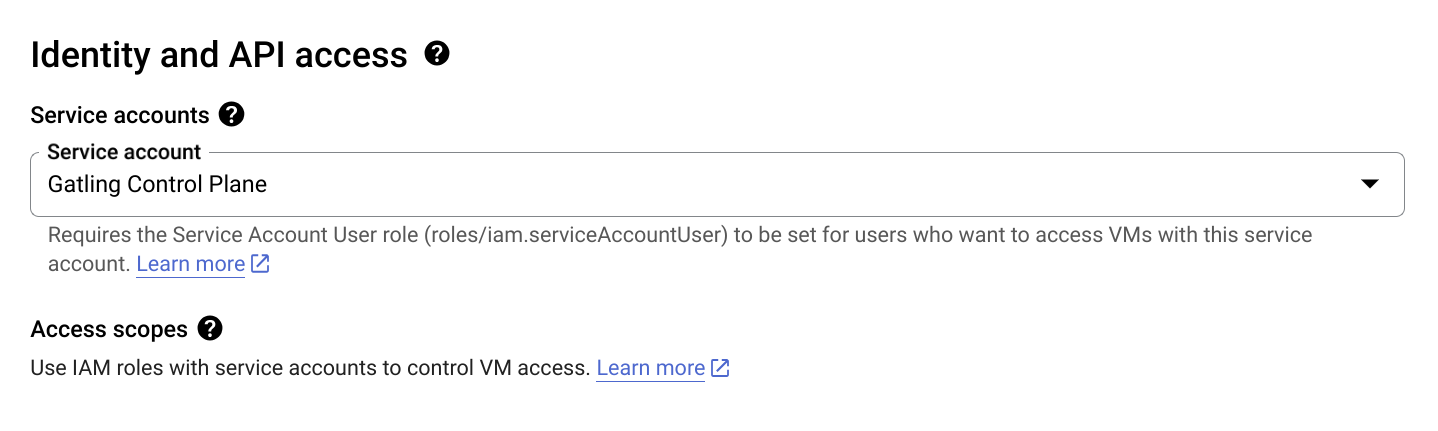 Identity and API access
Service accounts
Service account
Gatling Control Plane
Requires the Service Account User role (roles/iam.serviceAccountUser) to be set for users who want to access VMs with this service
account. Learn more
Access scopes
Use IAM roles with service accounts to control VM access. Learn more